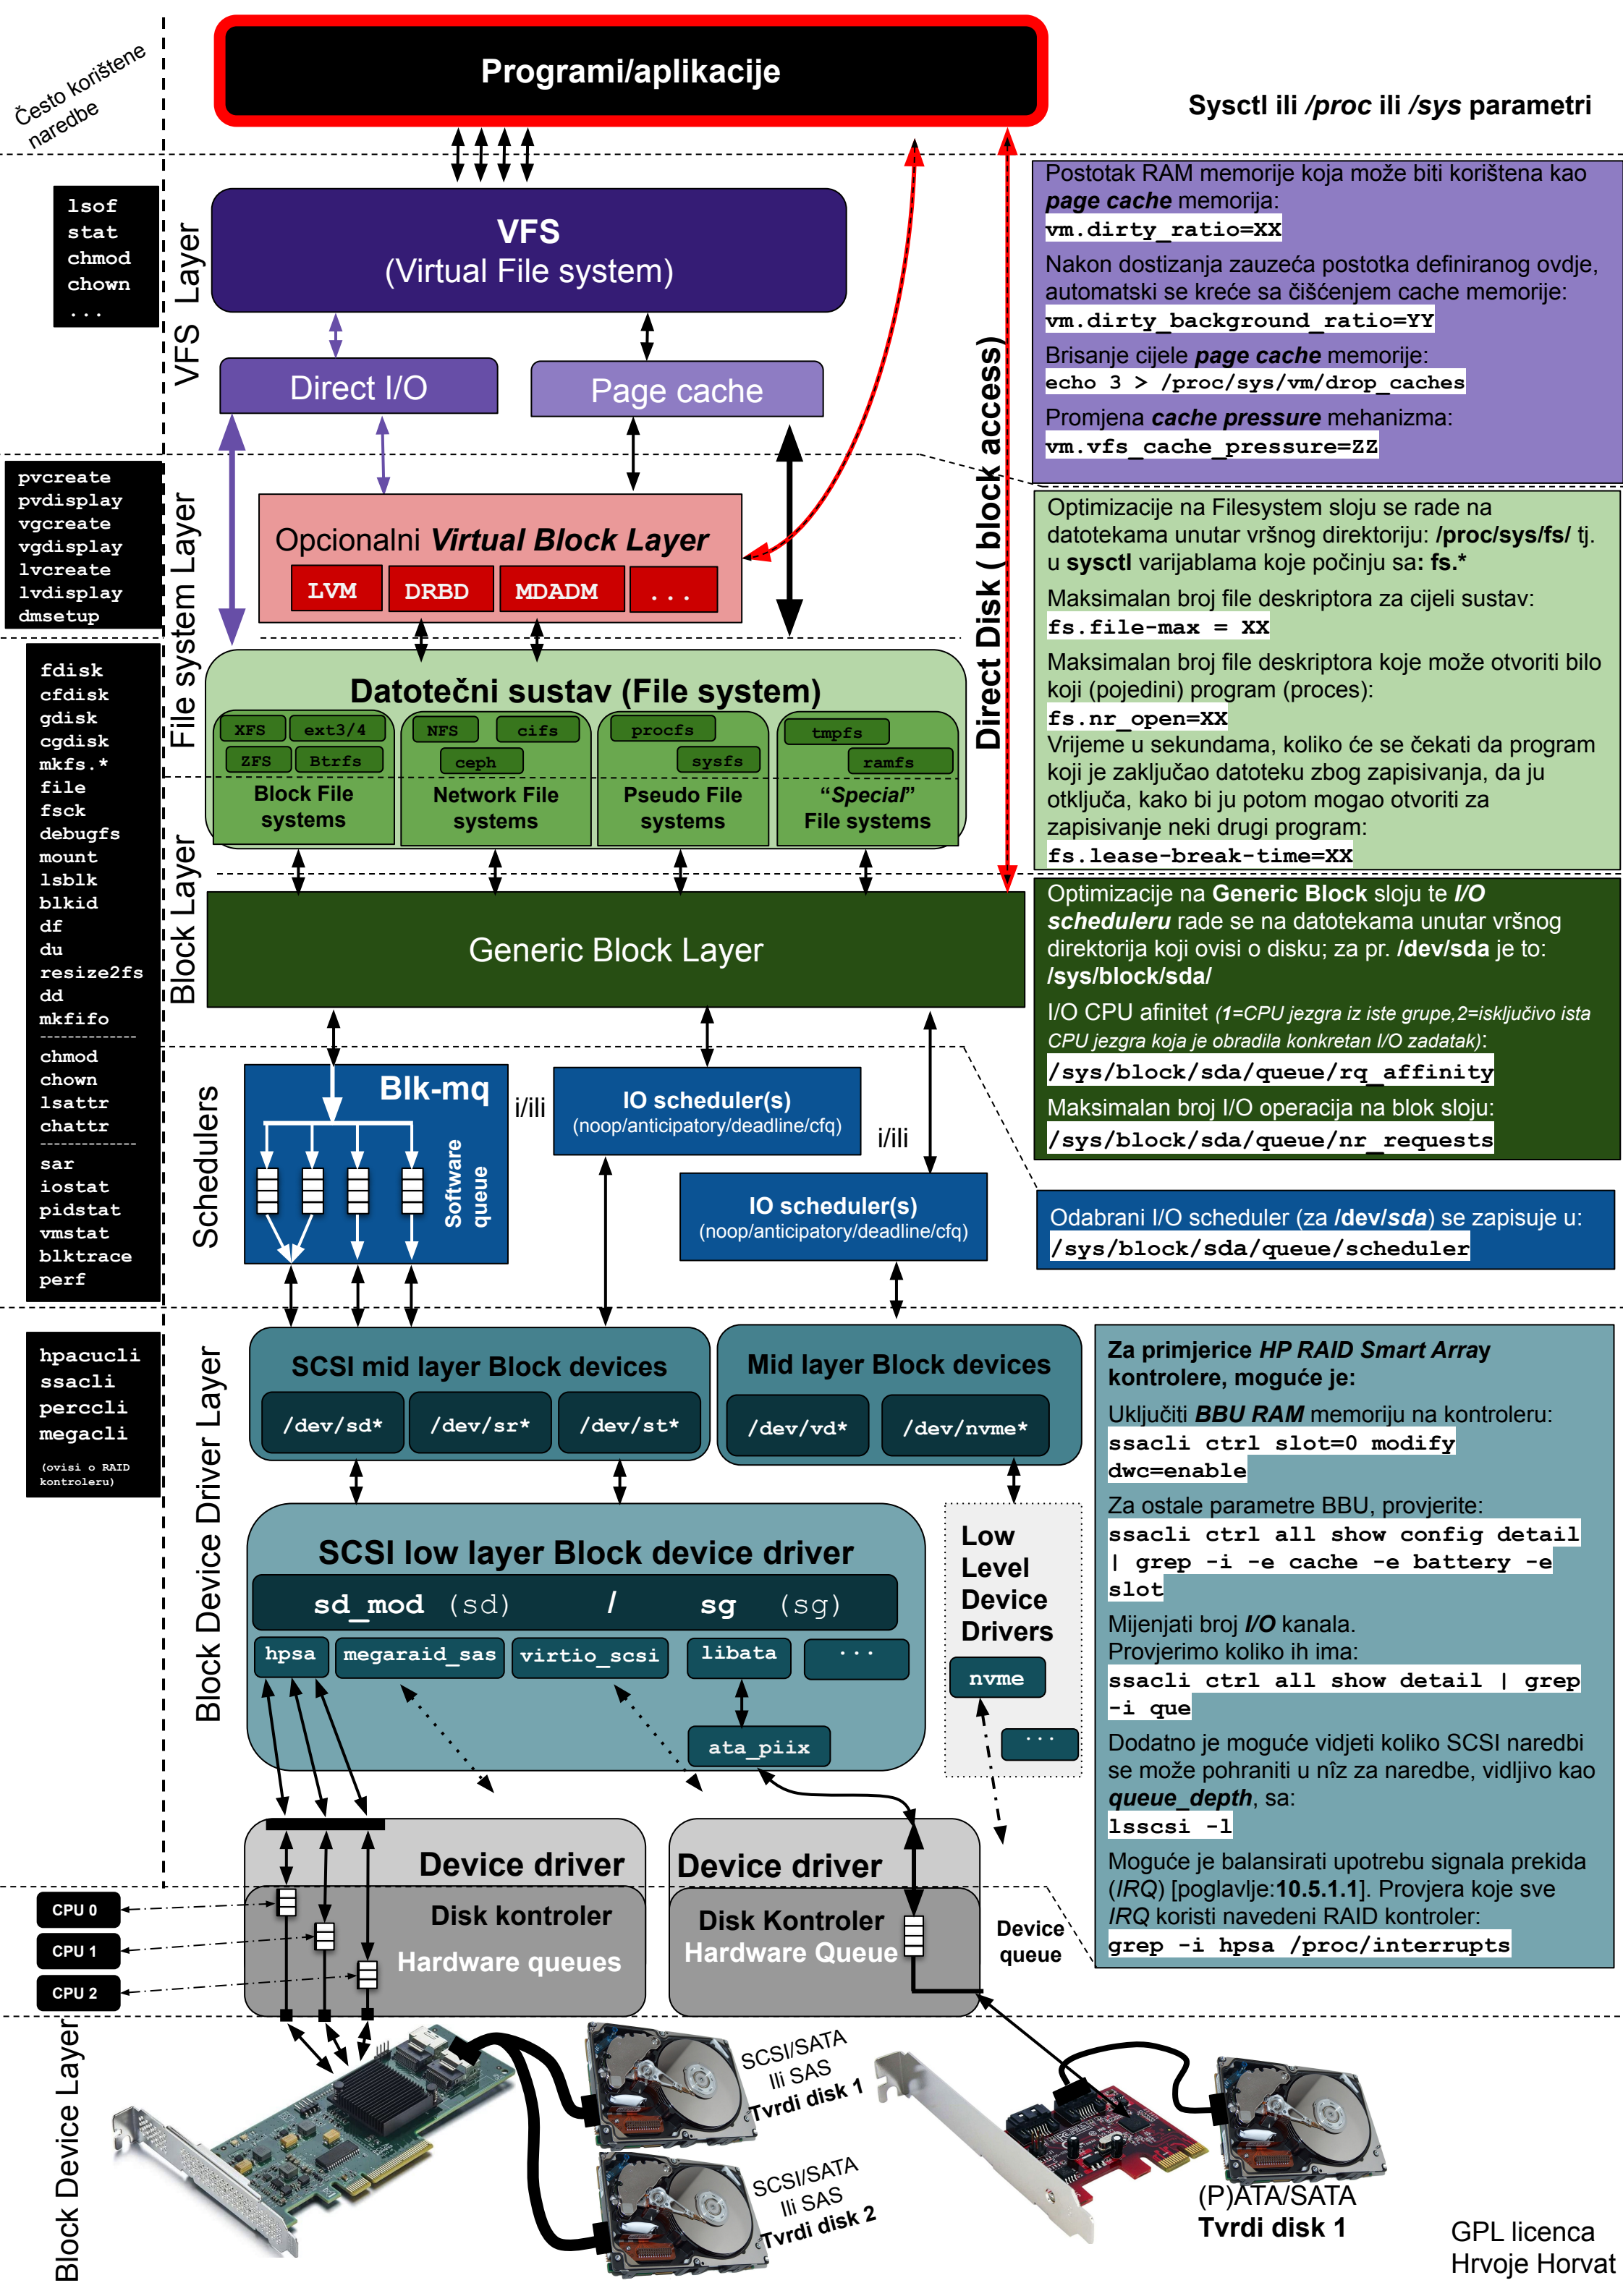 Često korištene
naredbe
Programi/aplikacije
Sysctl ili /proc ili /sys parametri
lsof
stat
chmod
chown
...
VFS Layer
VFS
(Virtual File system)
Direct I/O
Page cache
Direct Disk ( block access)
Postotak RAM memorije koja može biti korištena kao
page cache memorija:
vm.dirty_ratio=XX
Nakon dostizanja zauzeća postotka definiranog ovdje,
automatski se kreće sa čišćenjem cache memorije:
vm.dirty_background_ratio=YY
Brisanje cijele page cache memorije:
echo 3 > /proc/sys/vm/drop_caches
Promjena cache pressure mehanizma:
vm.vfs_cache_pressure=ZZ
pvcreate
pvdisplay
vgcreate
vgdisplay
lvcreate
lvdisplay
dmsetup
File system Layer
Opcionalni Virtual Block Layer
LVM
DRBD
MDADM
...
Optimizacije na Filesystem sloju se rade na
datotekama unutar vršnog direktoriju: /proc/sys/fs/ tj.
u sysctl varijablama koje počinju sa: fs.*
Maksimalan broj file deskriptora za cijeli sustav:
fs.file-max = XX
Maksimalan broj file deskriptora koje može otvoriti bilo
koji (pojedini) program (proces):
fs.nr_open=XX
Vrijeme u sekundama, koliko će se čekati da program
koji je zaključao datoteku zbog zapisivanja, da ju
otključa, kako bi ju potom mogao otvoriti za
zapisivanje neki drugi program:
fs.lease-break-time=XX
fdisk
cfdisk
gdisk
cgdisk
mkfs.*
file
fsck
debugfs
mount
lsblk
blkid
df
du
resize2fs
dd
mkfifo
---------------
chmod
chown
lsattr
chattr
---------------
sar
iostat
pidstat
vmstat
blktrace
perf
Datotečni sustav (File system)
XFS
ext3/4
ZFS
Btrfs
Block File
systems
NFS
cifs
ceph
Network File
systems
procfs
sysfs
Pseudo File
systems
tmpfs
ramfs
“Special”
File systems
Block Layer
Generic Block Layer
Optimizacije na Generic Block sloju te I/O
scheduleru rade se na datotekama unutar vršnog
direktorija koji ovisi o disku; za pr. /dev/sda je to:
/sys/block/sda/
I/O CPU afinitet (1=CPU jezgra iz iste grupe,2=isključivo ista
CPU jezgra koja je obradila konkretan I/O zadatak):
/sys/block/sda/queue/rq_affinity
Maksimalan broj I/O operacija na blok sloju:
/sys/block/sda/queue/nr_requests
Schedulers
Blk-mq
Software
queue
i/ili
IO scheduler(s)
(noop/anticipatory/deadline/cfq)
i/ili
IO scheduler(s)
(noop/anticipatory/deadline/cfq)
Odabrani I/O scheduler (za /dev/sda) se zapisuje u:
/sys/block/sda/queue/scheduler
hpacucli
ssacli
perccli
megacli
(ovisi o RAID
kontroleru)
Block Device Driver Layer
SCSI mid layer Block devices
/dev/sd*
/dev/sr*
/dev/st*
Mid layer Block devices
/dev/vd*
/dev/nvme*
SCSI low layer Block device driver
sd_mod (sd) / sg (sg)
hpsa
megaraid_sas
virtio_scsi
libata
...
ata_piix
Low
Level
Device
Drivers
nvme
...
Za primjerice HP RAID Smart Array
kontrolere, moguće je:
Uključiti BBU RAM memoriju na kontroleru:
ssacli ctrl slot=0 modify
dwc=enable
Za ostale parametre BBU, provjerite:
ssacli ctrl all show config detail
| grep -i -e cache -e battery -e
slot
Mijenjati broj I/O kanala.
Provjerimo koliko ih ima:
ssacli ctrl all show detail | grep
-i que
Dodatno je moguće vidjeti koliko SCSI naredbi
se može pohraniti u nîz za naredbe, vidljivo kao
queue_depth, sa:
lsscsi -l
Moguće je balansirati upotrebu signala prekida
(IRQ) [poglavlje:10.5.1.1]. Provjera koje sve
IRQ koristi navedeni RAID kontroler:
grep -i hpsa /proc/interrupts
Device driver
Disk kontroler
Hardware queues
Device driver
Disk Kontroler
Hardware Queue
Device
queue
CPU 0
CPU 1
CPU 2
Block Device Layer
SCSI/SATA
Ili SAS
Tvrdi disk 1
SCSI/SATA
Ili SAS
Tvrdi disk 2
(P)ATA/SATA
Tvrdi disk 1
GPL licenca
Hrvoje Horvat